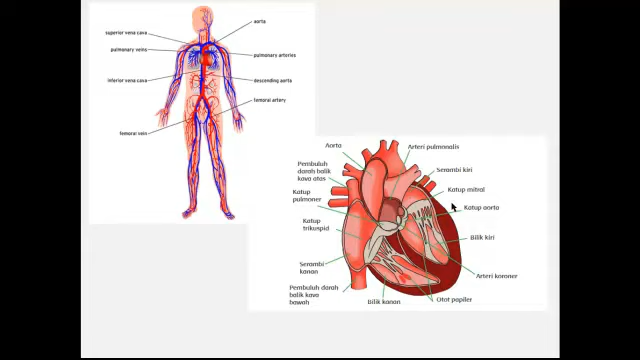 superior vena cava
pulmonary veins
inferior vena cava
femoral vein
aorta
pulmonary arteries
descending aorta
femoral artery
Aorta
Pembuluh
darah balik
kava atas
Katup
pulmoner
Katup
trikuspid
Serambi
kanan
Pembuluh darah
balik kava
bawah
Bilik kanan
Arteri pulmonalis
Serambi kiri
Katup mitral
Katup aorta
Bilik kiri
Arteri koroner
Otot papiler